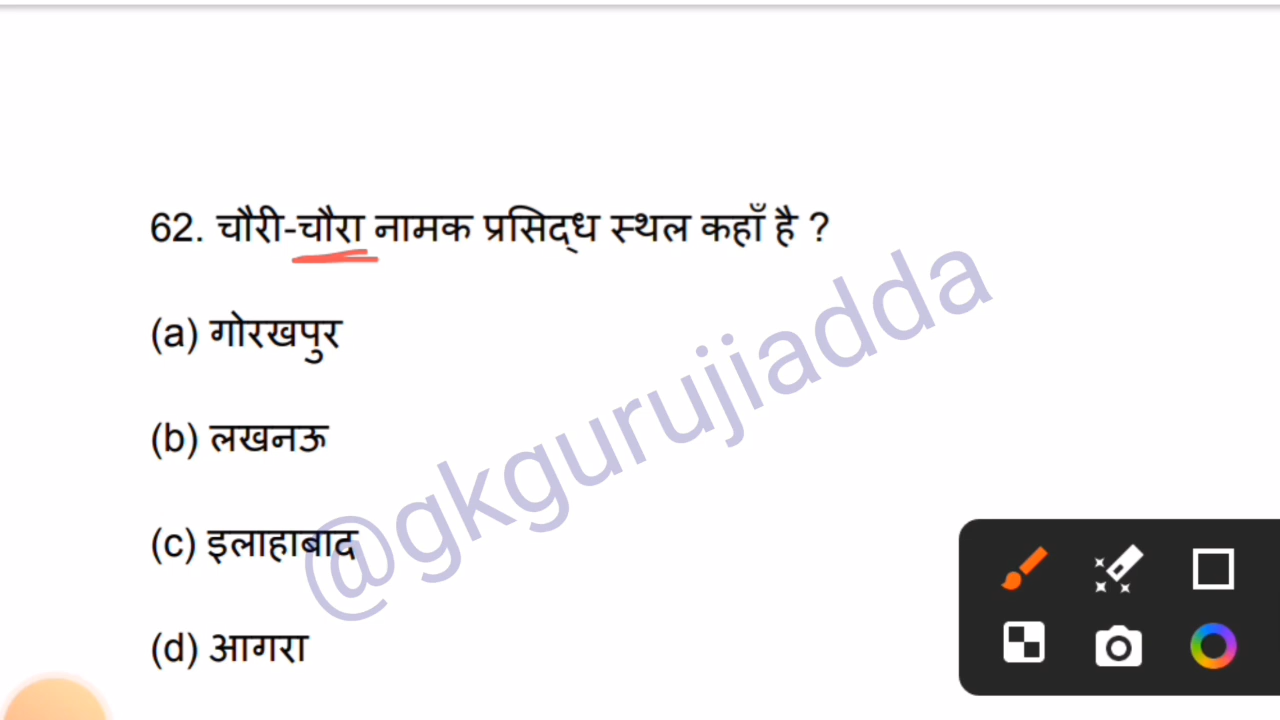 62. चौरी-चौरा नामक प्रसिद्ध स्थल कहाँ है ?
(a) गोरखपुर
(b) लखनऊ
(c) इलाहाबाद
(d) आगरा
@gkgurujiadda